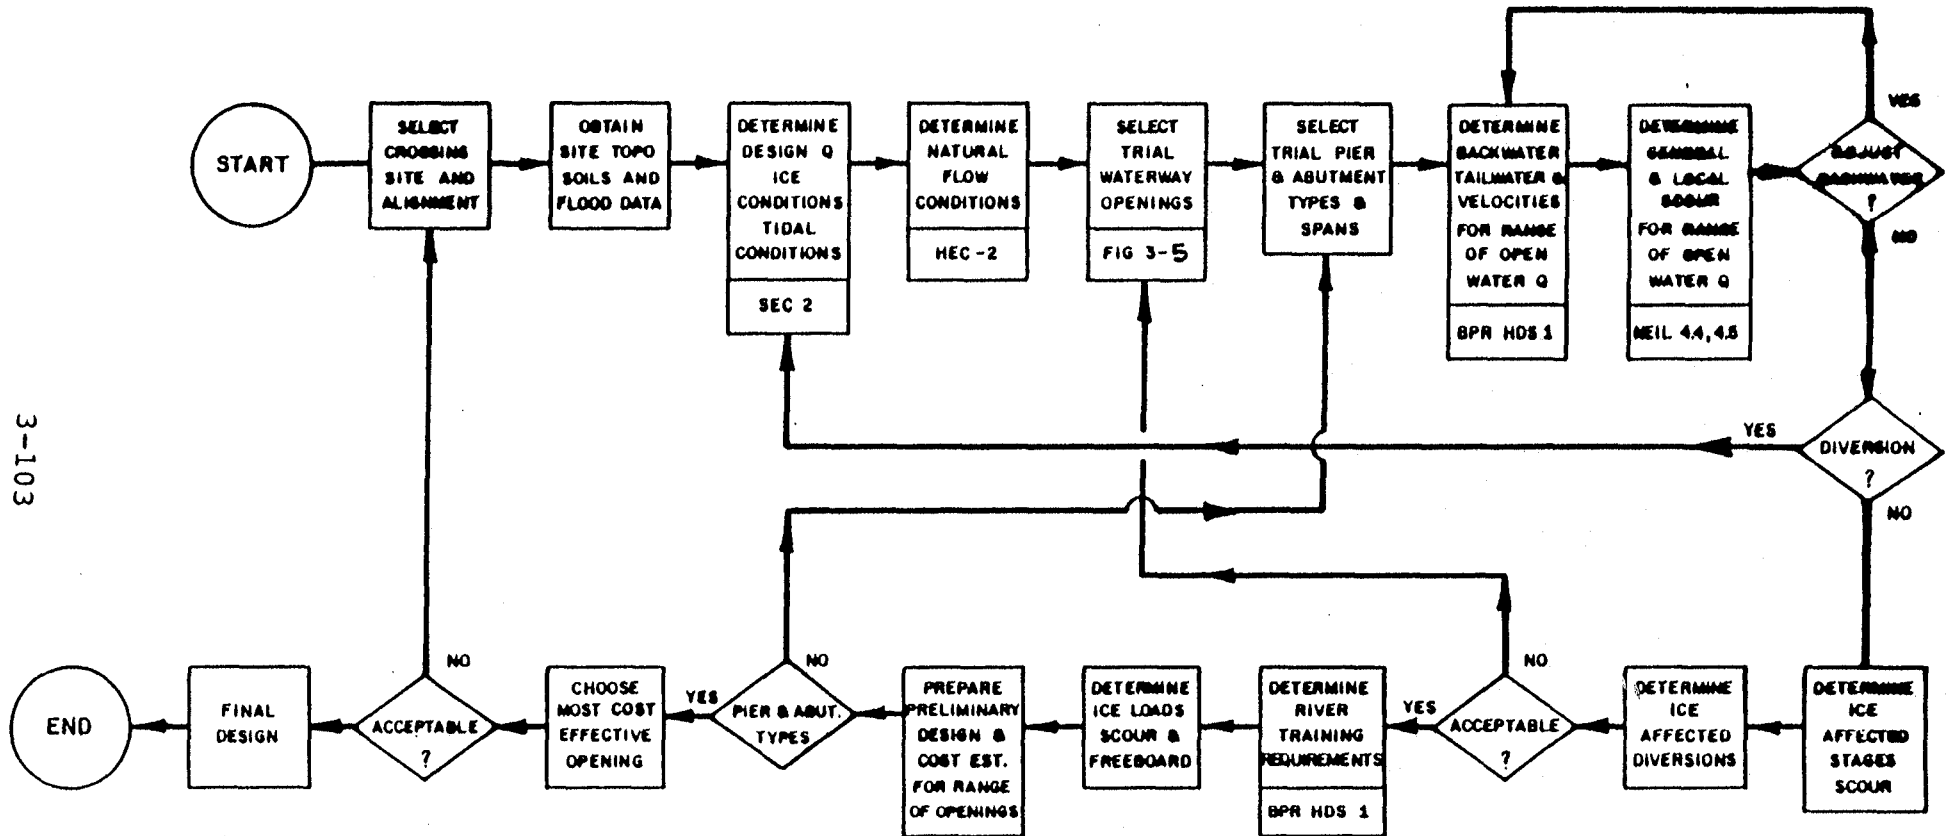 START
SELECT
CROSSING
SITE AND
ALIGNMENT
OBTAIN
SITE TOPO
SOILS AND
FLOOD DATA
DETERMINE
DESIGN Q
ICE
CONDITIONS
TIDAL
CONDITIONS
SEC 2
DETERMINE
NATURAL
FLOW
CONDITIONS
HEC-2
SELECT
TRIAL
WATERWAY
OPENINGS
FIG 3-5
SELECT
TRIAL PIER
& ABUTMENT
TYPES &
SPANS
DETERMINE
BACKWATER
TAILWATER &
VELOCITIES
FOR RANGE
OF OPEN
WATER Q
BPR HDS 1
DETERMINE
GENERAL
& LOCAL
SCOUR
FOR RANGE
OF OPEN
WATER Q
NEIL 4.4, 4.5
YES
ADJUST
BACKWATER
?
NO
YES
DIVERSION
?
NO
3-103
END
FINAL
DESIGN
NO
ACCEPTABLE
?
CHOOSE
MOST COST
EFFECTIVE
OPENING
YES
NO
PIER & ABUT.
TYPES
PREPARE
PRELIMINARY
DESIGN &
COST EST.
FOR RANGE
OF OPENINGS
DETERMINE
ICE LOADS
SCOUR &
FREEBOARD
DETERMINE
RIVER
TRAINING
REQUIREMENTS
BPR HDS 1
YES
NO
ACCEPTABLE
?
DETERMINE
ICE
AFFECTED
DIVERSIONS
DETERMINE
ICE
AFFECTED
STAGES
SCOUR